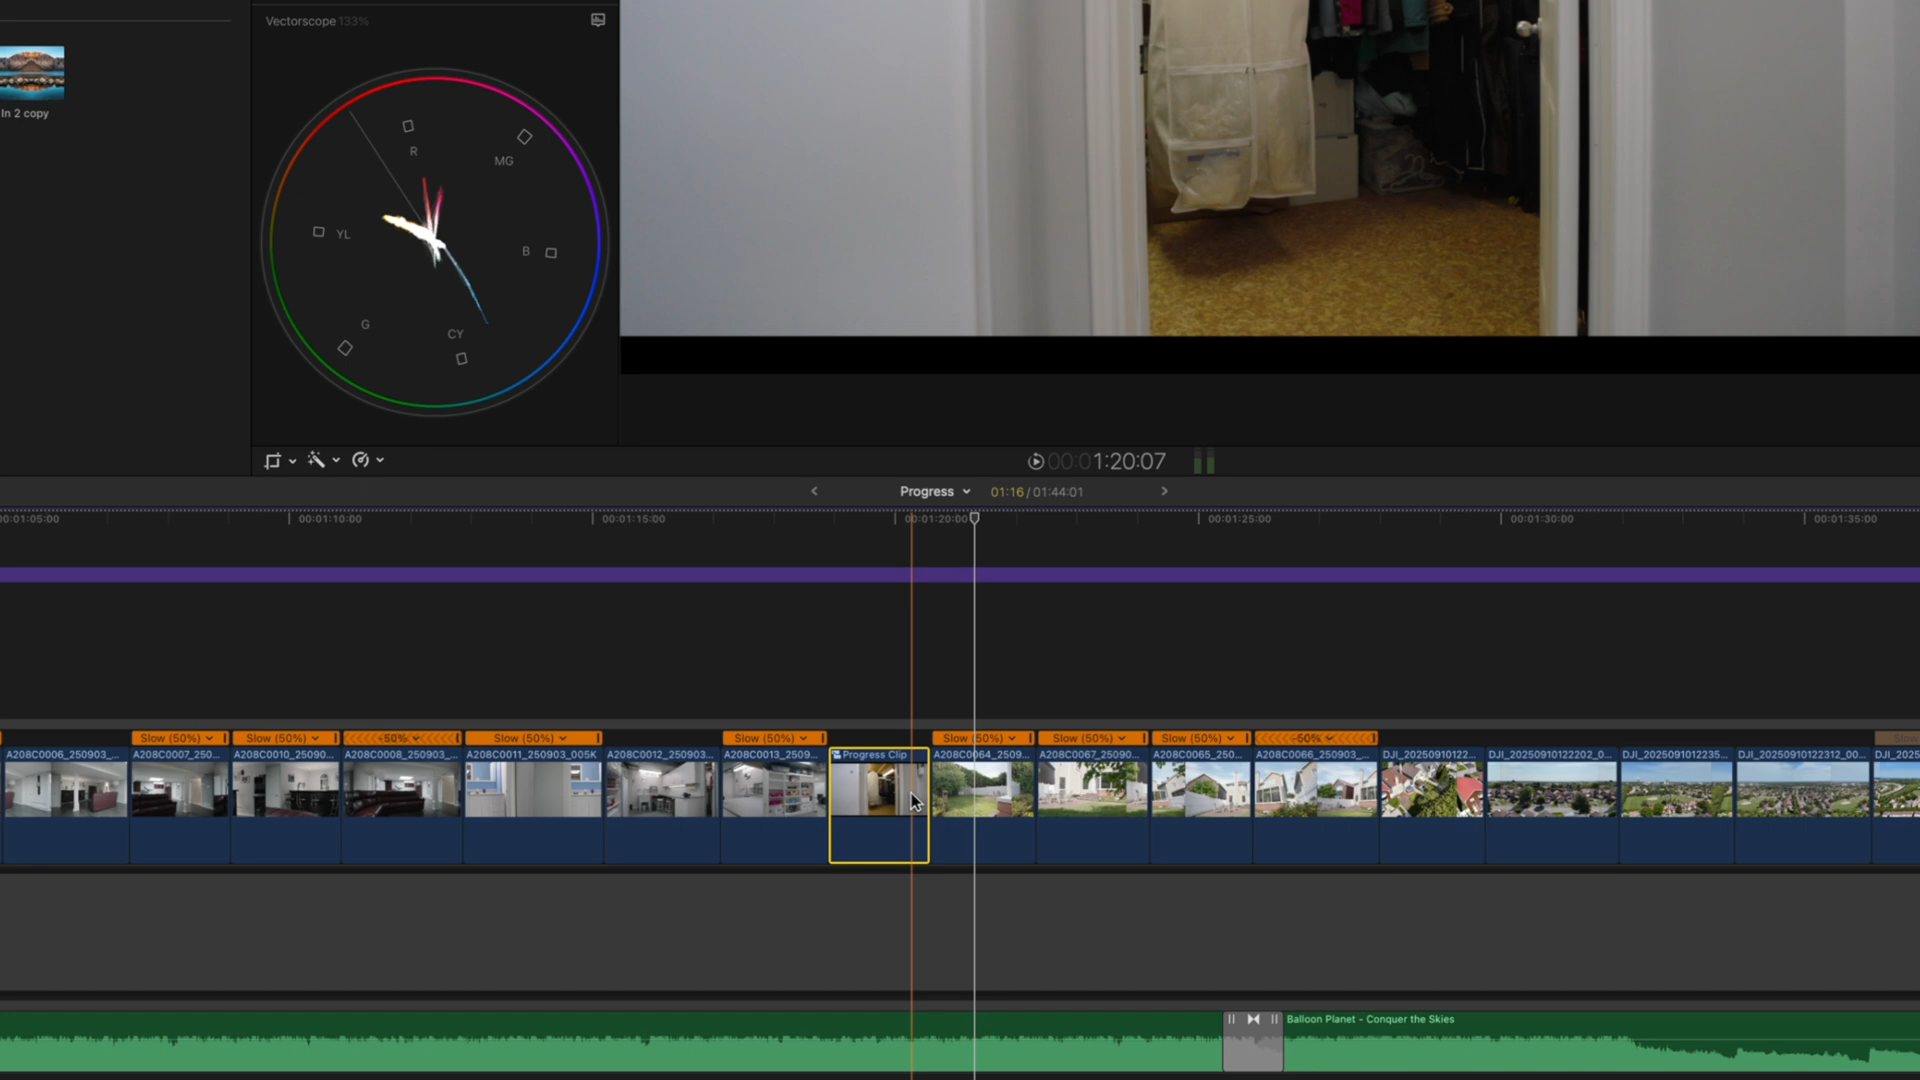 Vectorscope 133%
In 2 copy
R
MG
YL
B
G
CY
00:01:20:07
Progress
01:16 / 01:44:01
00:01:05:00
00:01:10:00
00:01:15:00
00:01:20:00
00:01:25:00
00:01:30:00
00:01:35:00
Slow (50%)
Slow (50%)
-50%
Slow (50%)
Slow (50%)
Slow (50%)
Slow (50%)
Slow (50%)
-50%
Slow
A208C0006_250903_...
A208C0007_250...
A208C0010_25090...
A208C0008_250903_...
A208C0011_250903_005K
A208C0012_250903...
A208C0013_2509...
Progress Clip
A208C0064_2509...
A208C0067_25090...
A208C0065_250...
A208C0066_250903_...
DJI_20250910122...
DJI_20250910122202_0...
DJI_202509101235...
DJI_20250910122312_00...
DJI_2025
Balloon Planet - Conquer the Skies